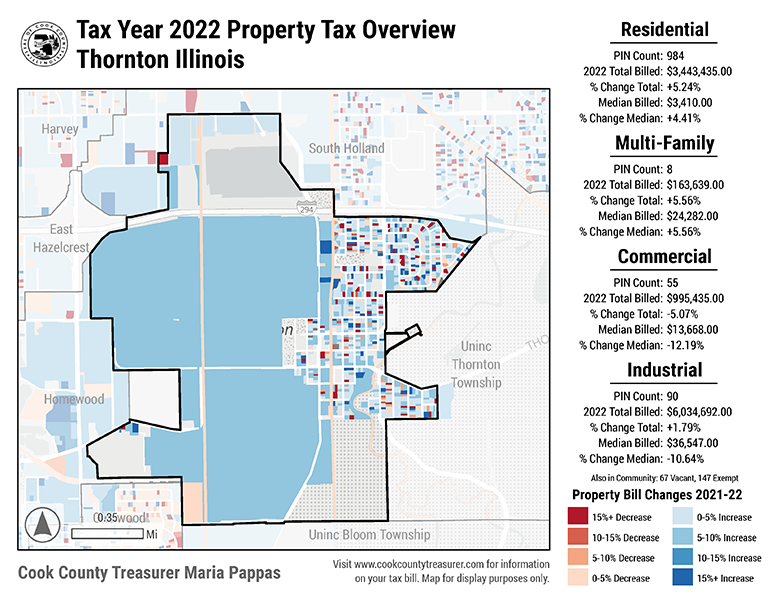 Tax Year 2022 Property Tax Overview
Thornton Illinois
Harvey
South Holland
294
East
Hazelcrest
on
Uninc
Thornton
Township
THO
Homewood
0.35
Mi
Uninc Bloom Township
Cook County Treasurer Maria Pappas
Visit www.cookcountytreasurer.com for information
on your tax bill. Map for display purposes only.
Residential
PIN Count: 984
2022 Total Billed: $3,443,435.00
% Change Total: +5.24%
Median Billed: $3,410.00
% Change Median: +4.41%
Multi-Family
PIN Count: 8
2022 Total Billed: $163,639.00
% Change Total: +5.56%
Median Billed: $24,282.00
% Change Median: +5.56%
Commercial
PIN Count: 55
2022 Total Billed: $995,435.00
% Change Total: -5.07%
Median Billed: $13,668.00
% Change Median: -12.19%
Industrial
PIN Count: 90
2022 Total Billed: $6,034,692.00
% Change Total: +1.79%
Median Billed: $36,547.00
% Change Median: -10.64%
Also in Community: 67 Vacant, 147 Exempt
Property Bill Changes 2021-22
15%+ Decrease
10-15% Decrease
5-10% Decrease
0-5% Decrease
0-5% Increase
5-10% Increase
10-15% Increase
15%+ Increase